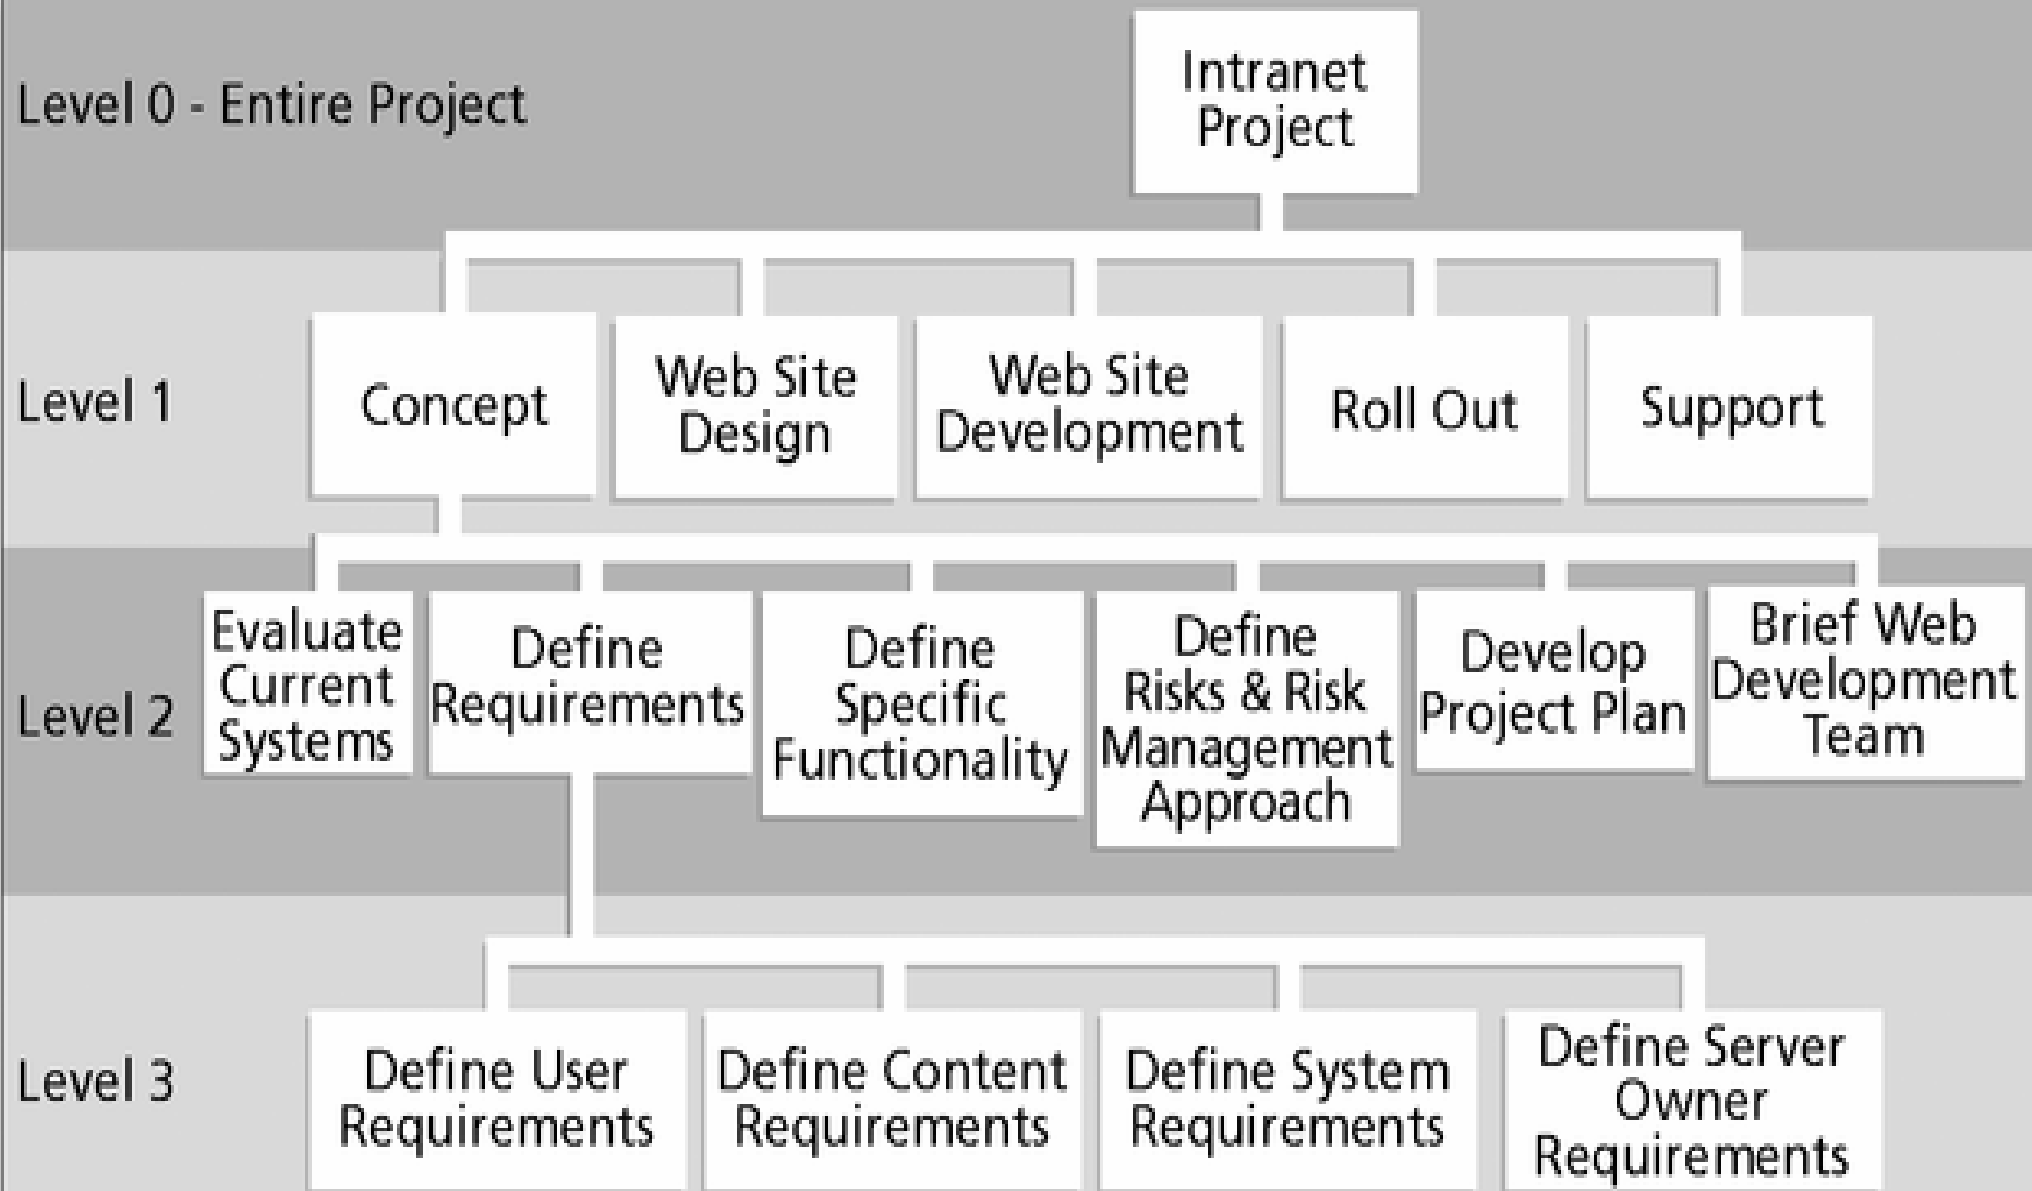 Level 0 - Entire Project
Intranet
Project
Level 1
Concept
Web Site
Design
Web Site
Development
Roll Out
Support
Level 2
Evaluate
Current
Systems
Define
Requirements
Define
Specific
Functionality
Define
Risks & Risk
Management
Approach
Develop
Project Plan
Brief Web
Development
Team
Level 3
Define User
Requirements
Define Content
Requirements
Define System
Requirements
Define Server
Owner
Requirements